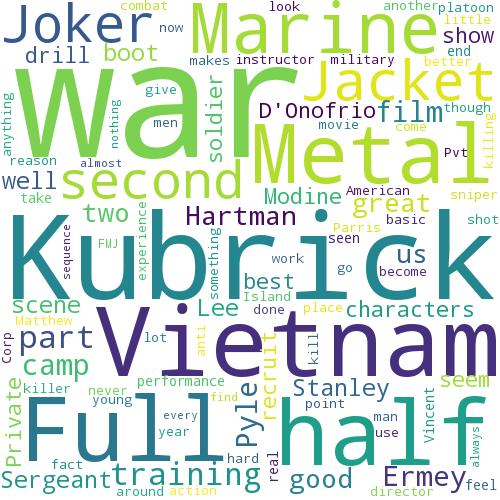 combat look another platoon
Joker Marine little
now show
drill boot makes instructor military end
war better
give Jacket
anything soldier D'Onofrio film though
nothing men movie come killing
reason almost Metal Pvt
well second
take Modine American great sniper
two Hartman Parris basic shot
sequence FMJ experience seen
Kubrick us
something work go become
scene best Island done place characters
Matthew Lee
Corp part Vietnam
anti lot kill
camp seem
killer performance recruit Stanley
Private never young every find Pyle point man Vincent
Full year use half always
fact hard real
Sergeant training good Ermey feel
around action director